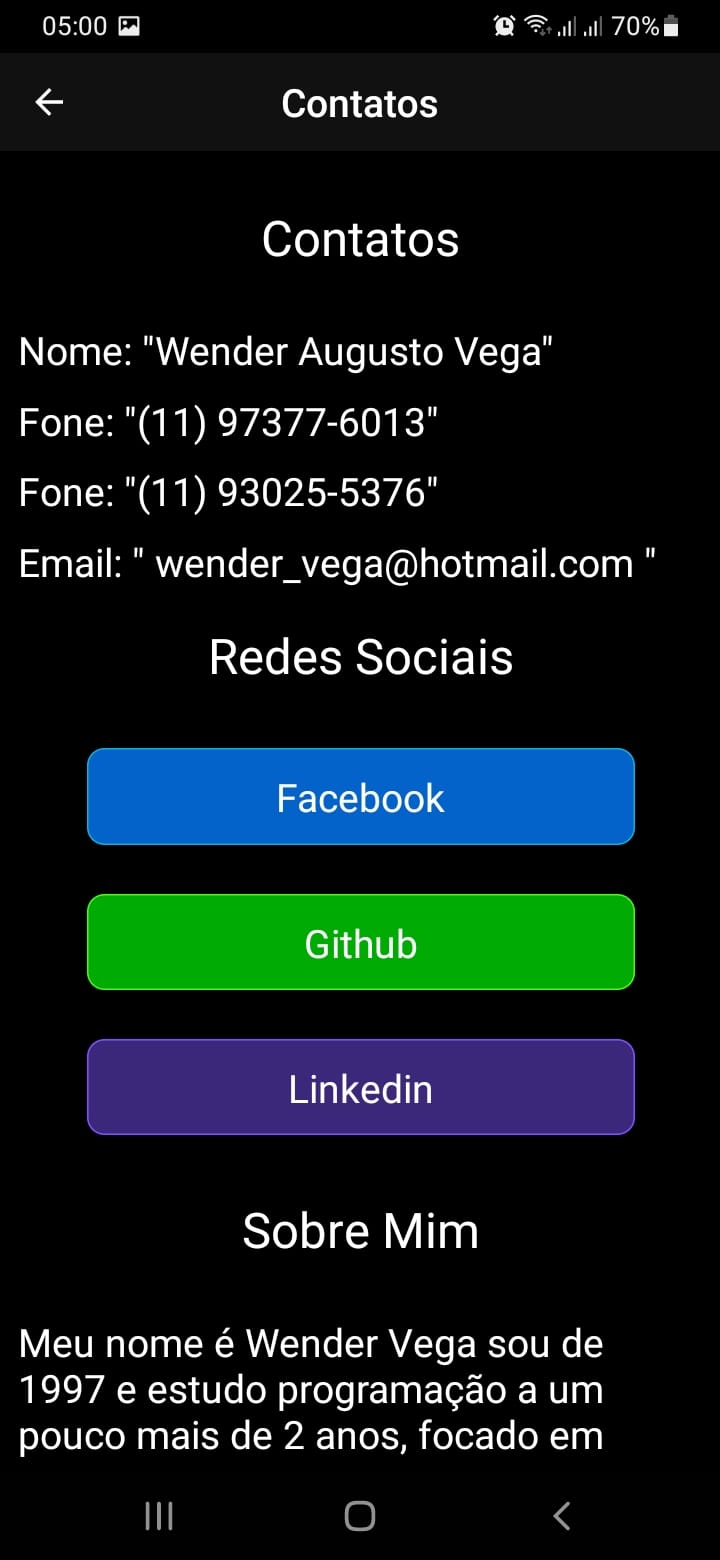 05:00 70%
Contatos
Contatos
Nome: "Wender Augusto Vega"
Fone: "(11) 97377-6013"
Fone: "(11) 93025-5376"
Email: " wender_vega@hotmail.com "
Redes Sociais
Facebook
Github
Linkedin
Sobre Mim
Meu nome é Wender Vega sou de
1997 e estudo programação a um
pouco mais de 2 anos, focado em